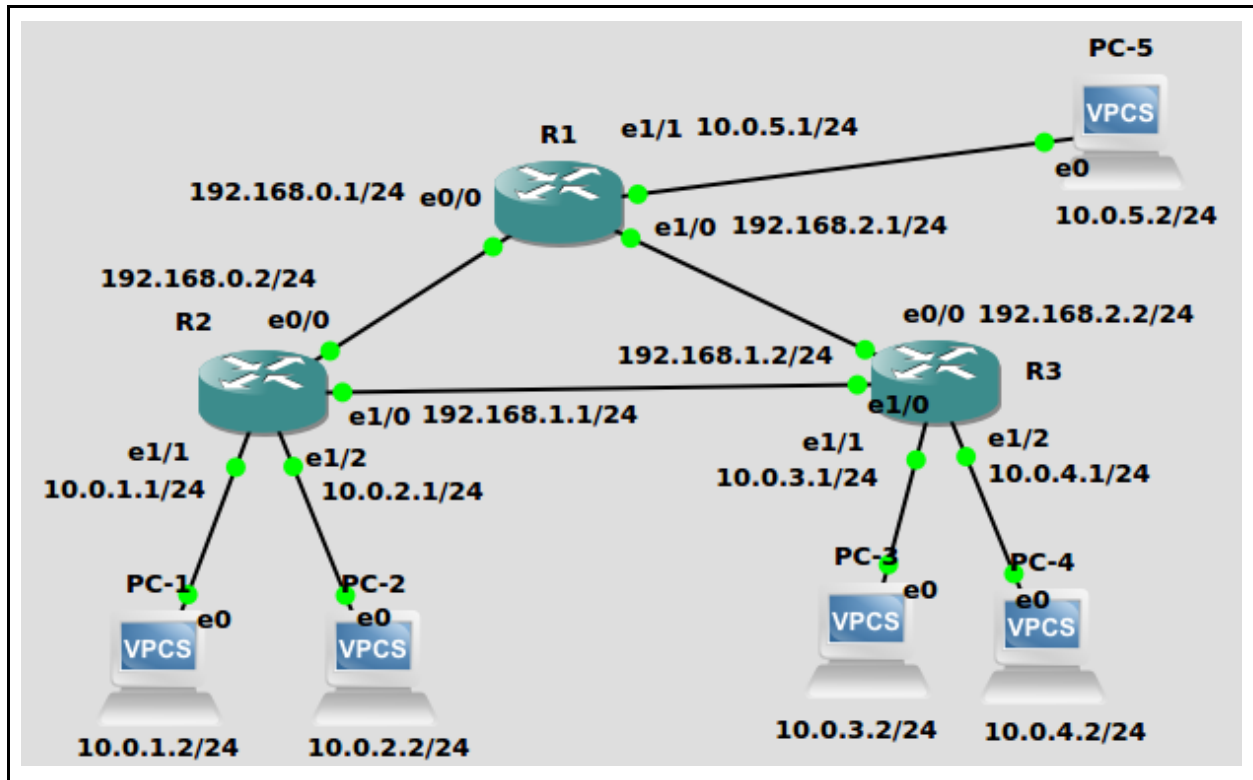 PC-5
VPCS
e0
10.0.5.2/24
R1
e1/1 10.0.5.1/24
192.168.0.1/24 e0/0
e1/0 192.168.2.1/24
192.168.0.2/24
R2
e0/0
e0/0 192.168.2.2/24
192.168.1.2/24
R3
e1/0
e1/0 192.168.1.1/24
e1/1
10.0.1.1/24
e1/2
10.0.2.1/24
e1/1
10.0.3.1/24
e1/2
10.0.4.1/24
PC-1
e0
VPCS
10.0.1.2/24
PC-2
e0
VPCS
10.0.2.2/24
PC-3
e0
VPCS
10.0.3.2/24
PC-4
e0
VPCS
10.0.4.2/24